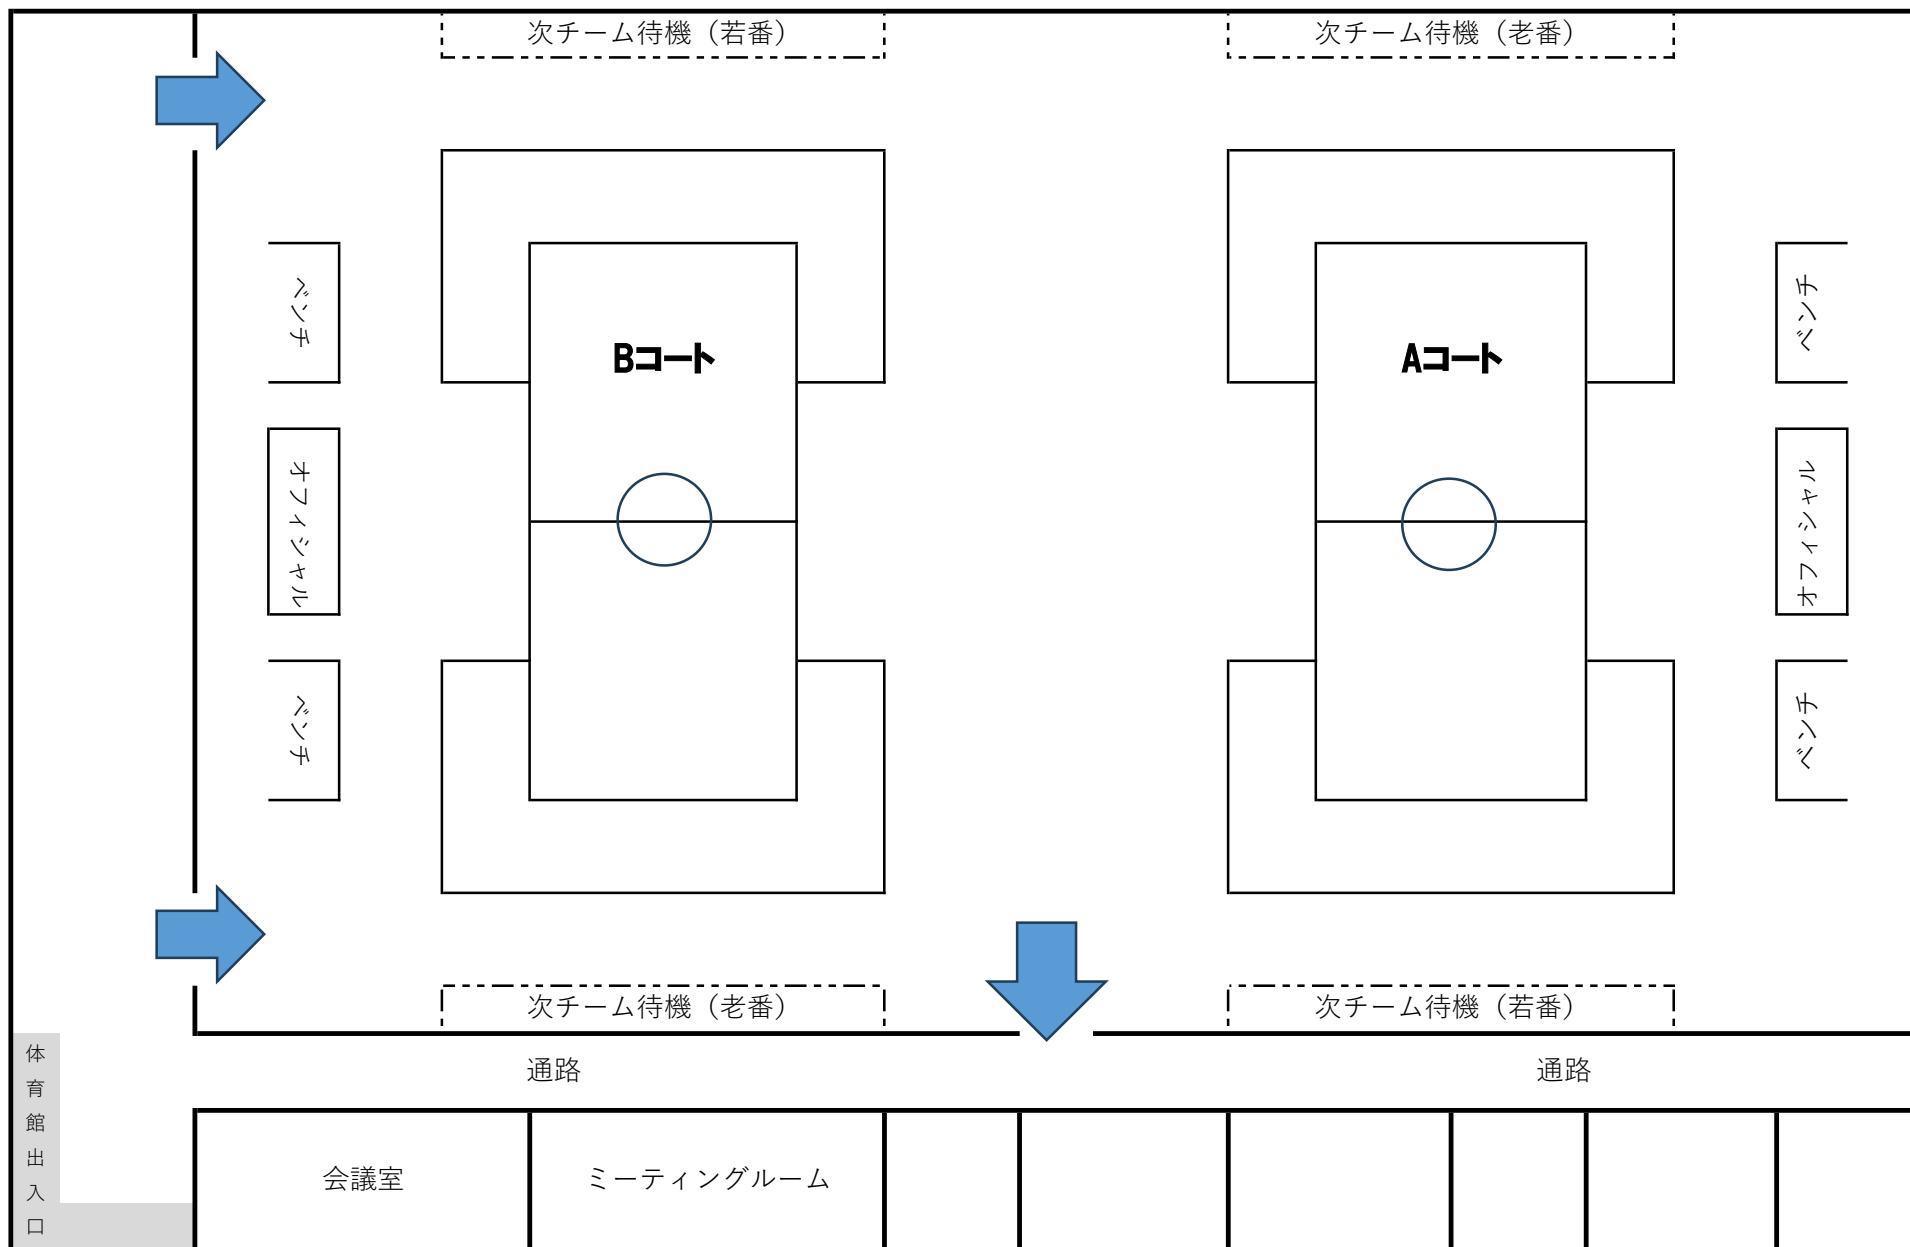 次チーム待機（若番）
次チーム待機（老番）
ベンチ
Bコート
Aコート
ベンチ
オフィシャル
オフィシャル
ベンチ
ベンチ
次チーム待機（老番）
次チーム待機（若番）
通路
通路
体育館出入口
会議室
ミーティングルーム